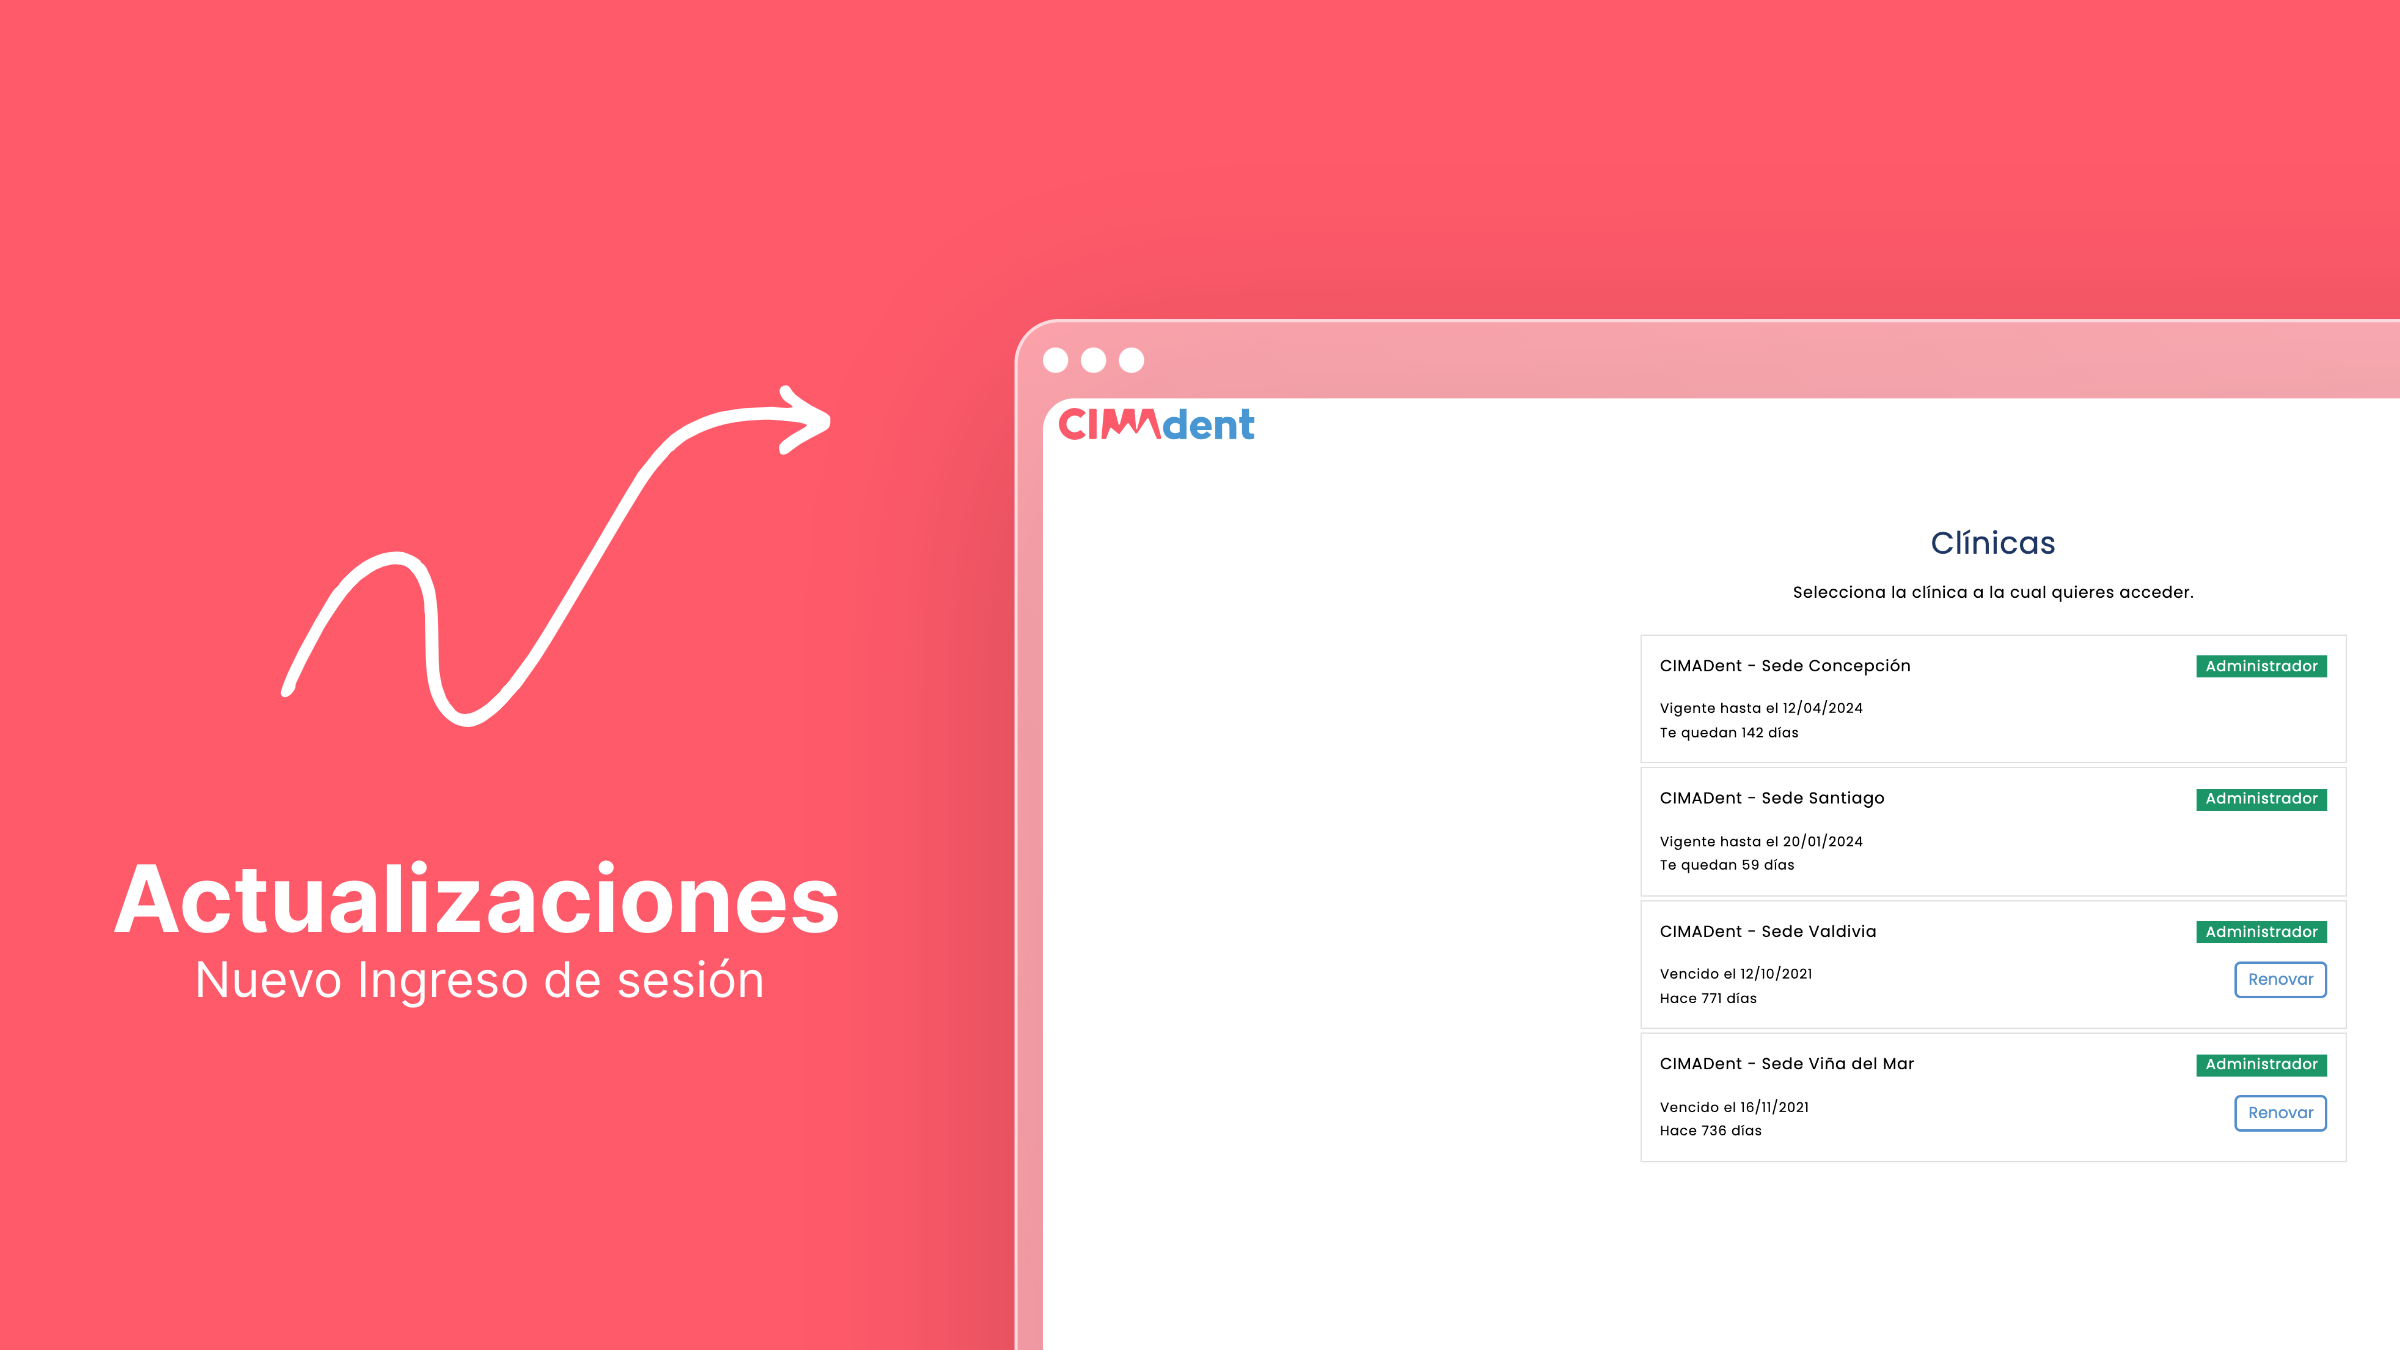 Actualizaciones
Nuevo Ingreso de sesión
CIMAdent
Clínicas
Selecciona la clínica a la cual quieres acceder.
CIMADent - Sede Concepción
Administrador
Vigente hasta el 12/04/2024
Te quedan 142 días
CIMADent - Sede Santiago
Administrador
Vigente hasta el 20/01/2024
Te quedan 59 días
CIMADent - Sede Valdivia
Administrador
Vencido el 12/10/2021
Renovar
Hace 771 días
CIMADent - Sede Viña del Mar
Administrador
Vencido el 16/11/2021
Renovar
Hace 736 días